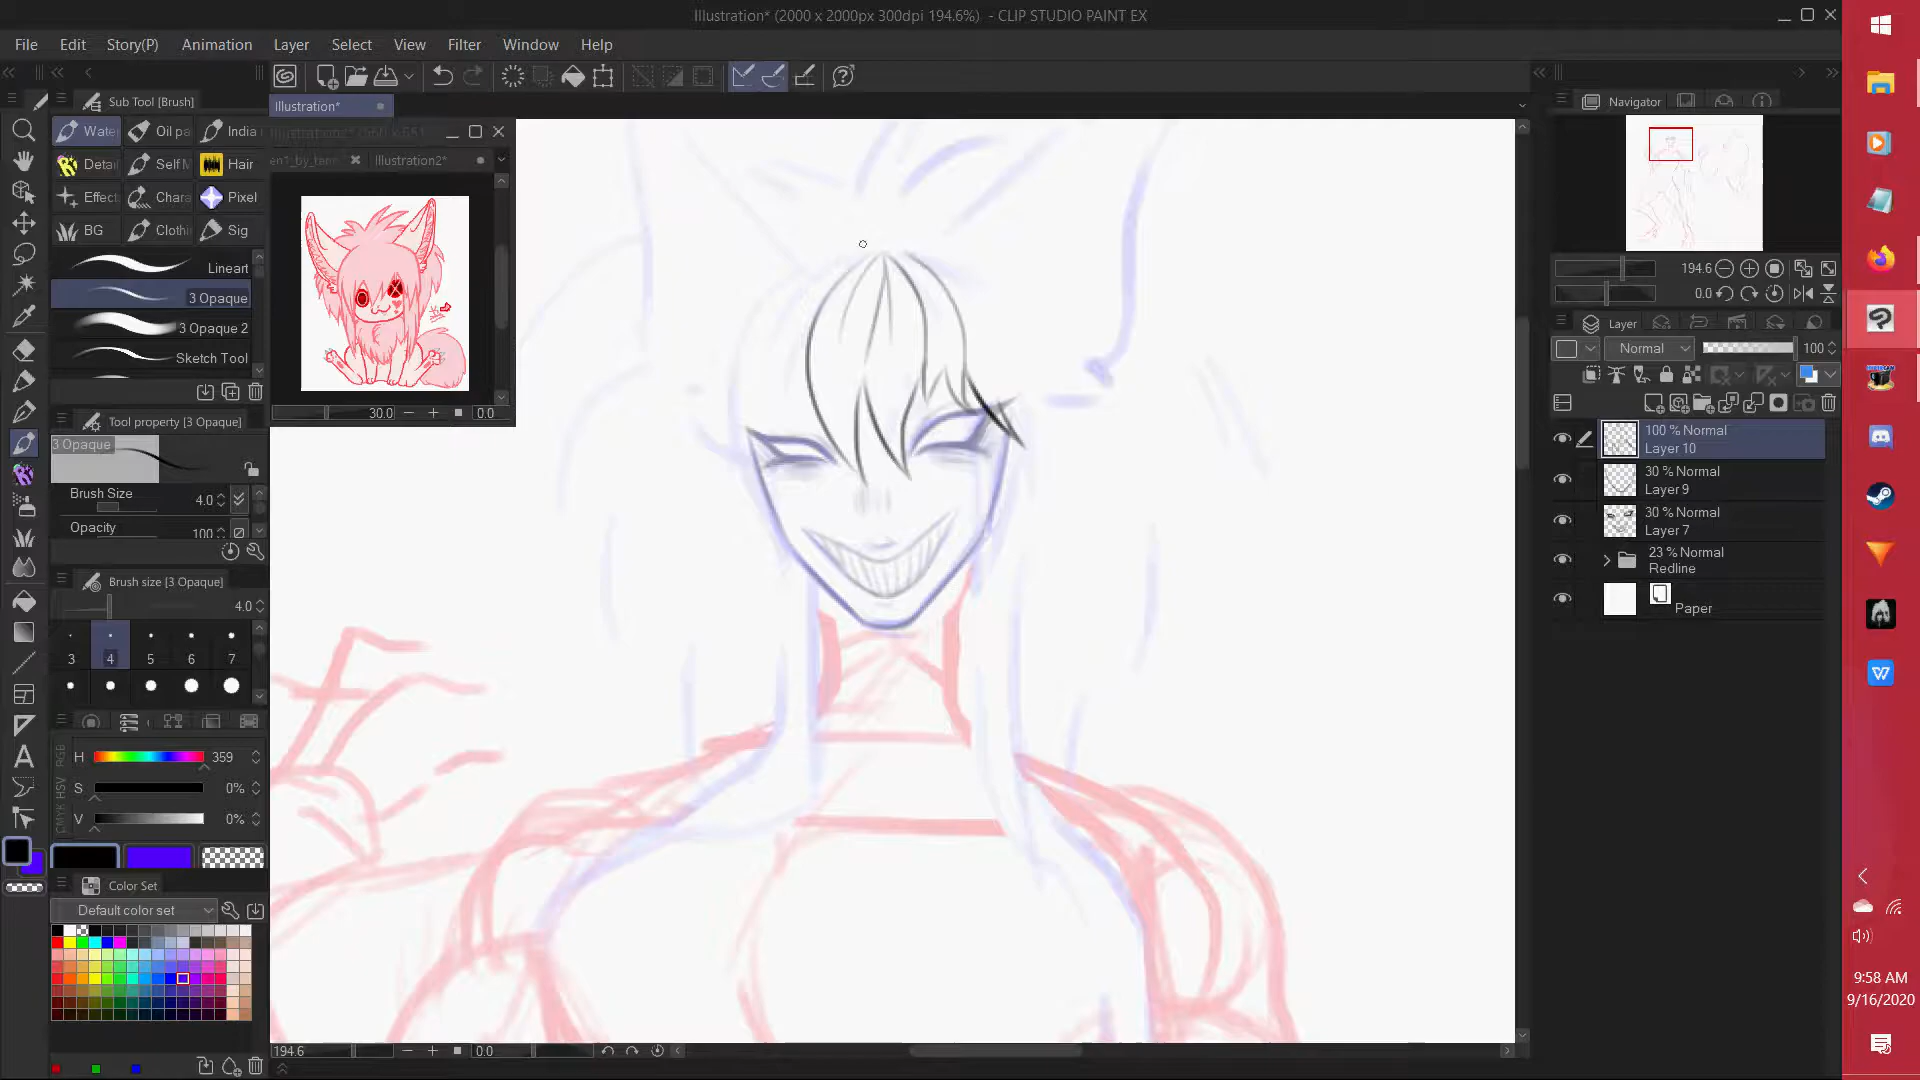 Illustration* (2000 x 2000px 300dpi 194.6%) - CLIP STUDIO PAINT EX
File Edit Story(P) Animation Layer Select View Filter Window Help
Sub Tool [Brush]
Illustration*
Navigator
Wate Oil pa India
en1_by_tann Illustration2*
Detai Self M Hair
Effect Chara Pixel
BG Clothi Sig
Lineart
3 Opaque
3 Opaque 2
Sketch Tool
30.0 0.0
194.6
0.0
Layer
Normal 100
Tool property [3 Opaque]
3 Opaque
Brush Size 4.0
Opacity 100
100 % Normal
Layer 10
30 % Normal
Layer 9
30 % Normal
Layer 7
23 % Normal
Redline
Paper
Brush size [3 Opaque]
4.0
3 4 5 6 7
RGB
HSV
CMYK
H 359
S 0%
V 0%
Color Set
Default color set
194.6 0.0
9:58 AM
9/16/2020